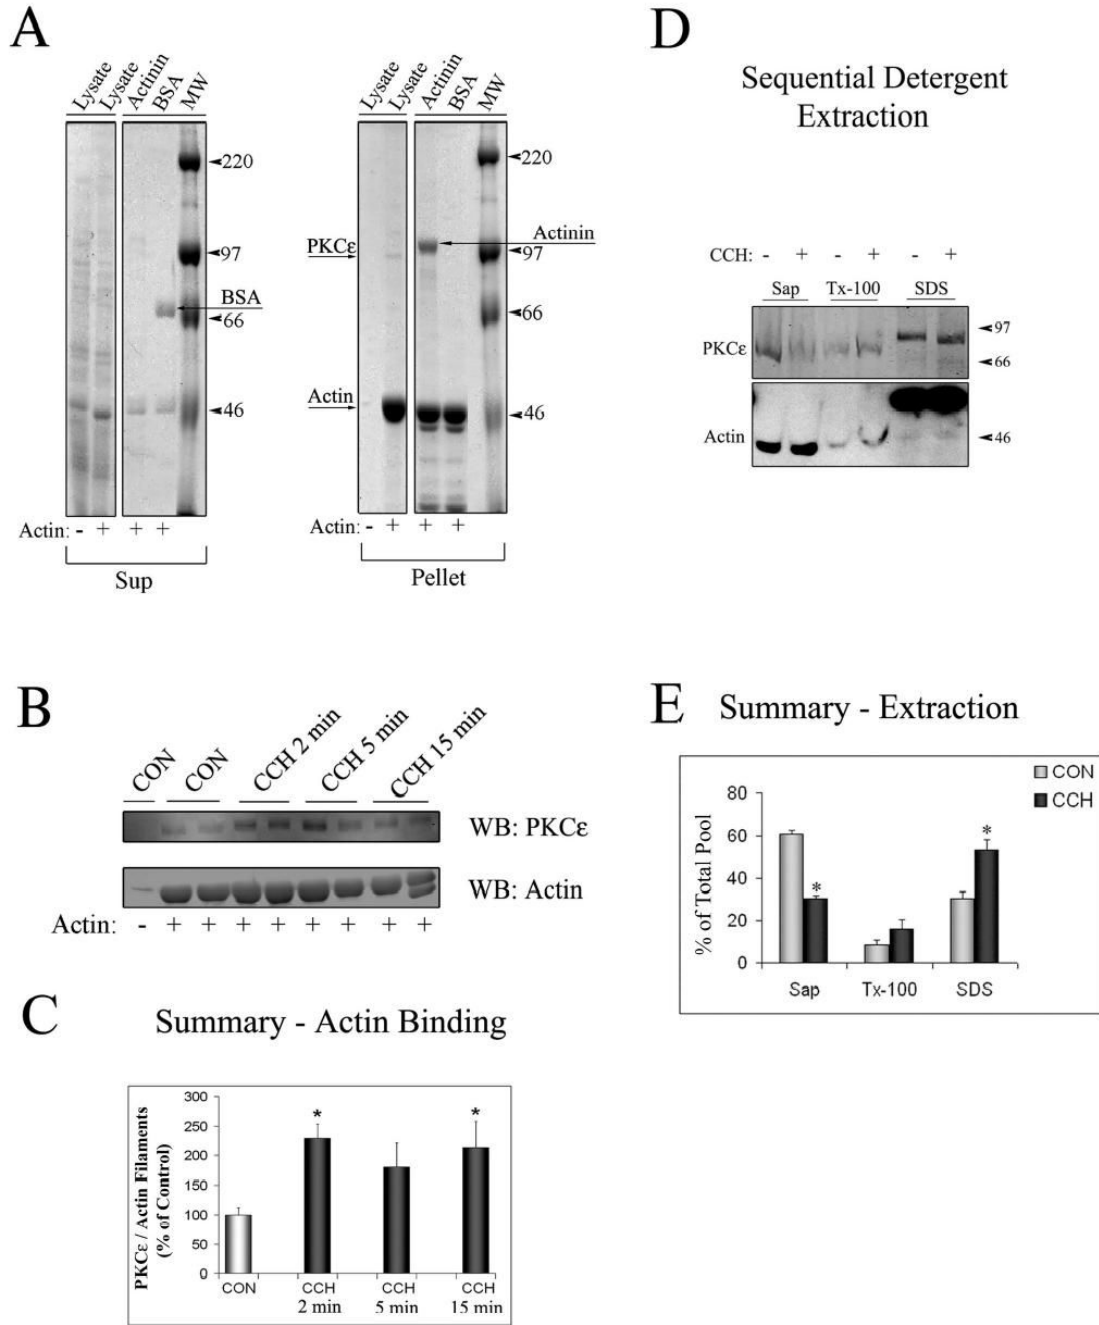 A
Lysate
Lysate
Actinin
BSA
MW
220
97
BSA
66
46
Actin: - + + +
Sup
Lysate
Lysate
Actinin
BSA
MW
220
Actinin
PKCε
97
66
Actin
46
Actin: - + + +
Pellet
D
Sequential Detergent
Extraction
CCH: - + - + - +
Sap Tx-100 SDS
PKCε
97
66
Actin
46
B
CON
CON
CCH 2 min
CCH 5 min
CCH 15 min
WB: PKCε
WB: Actin
Actin: - + + + + + + + +
C Summary - Actin Binding
PKCε / Actin Filaments
(% of Control)
300
250
200
150
100
50
0
* *
CON CCH CCH CCH
2 min 5 min 15 min
E Summary - Extraction
CON
CCH
% of Total Pool
80
60
40
20
0
* *
Sap Tx-100 SDS